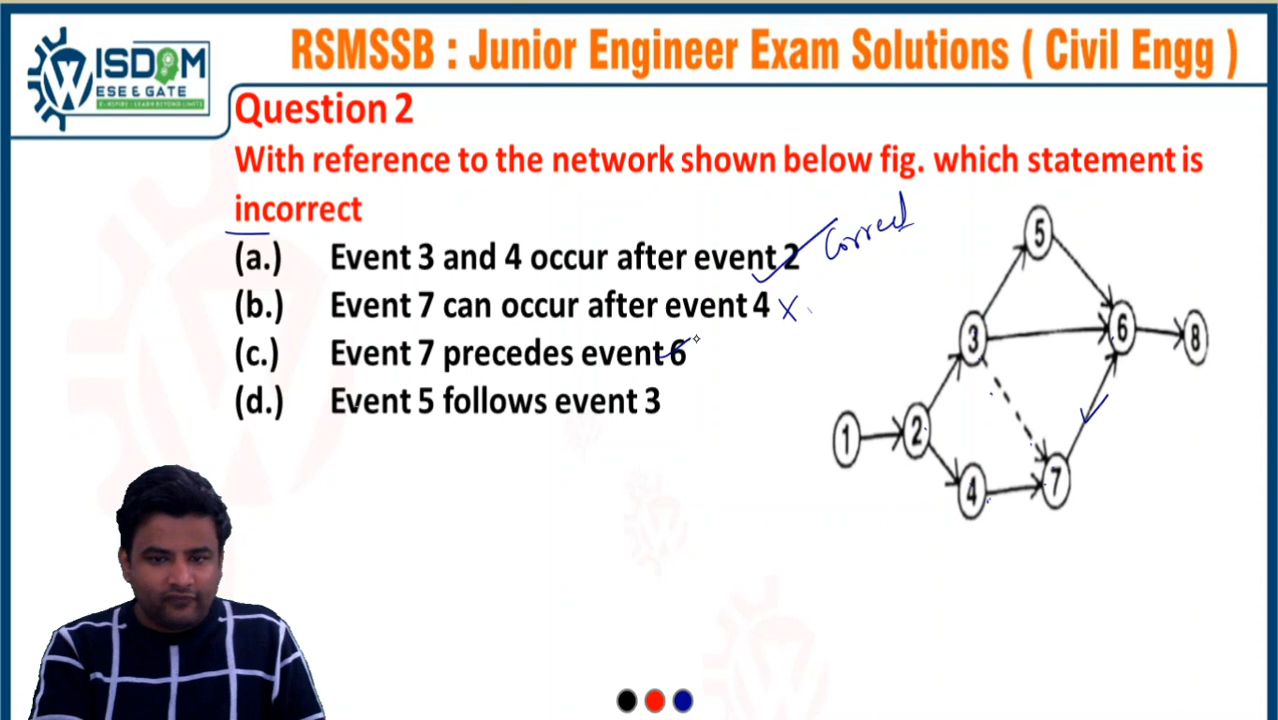 RSMSSB : Junior Engineer Exam Solutions ( Civil Engg )
W ISDOM
ESE & GATE
Question 2
With reference to the network shown below fig. which statement is
incorrect
(a.) Event 3 and 4 occur after event 2
Correct
(b.) Event 7 can occur after event 4 X
(c.) Event 7 precedes event 6
(d.) Event 5 follows event 3
5
3
6
8
1
2
4
7